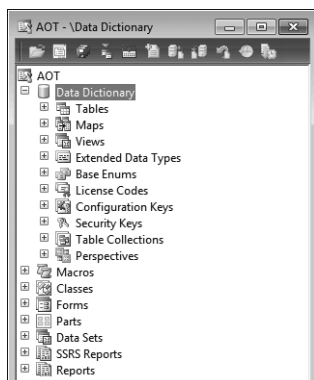 AOT - \Data Dictionary
AOT
Data Dictionary
Tables
Maps
Views
Extended Data Types
Base Enums
License Codes
Configuration Keys
Security Keys
Table Collections
Perspectives
Macros
Classes
Forms
Parts
Data Sets
SSRS Reports
Reports